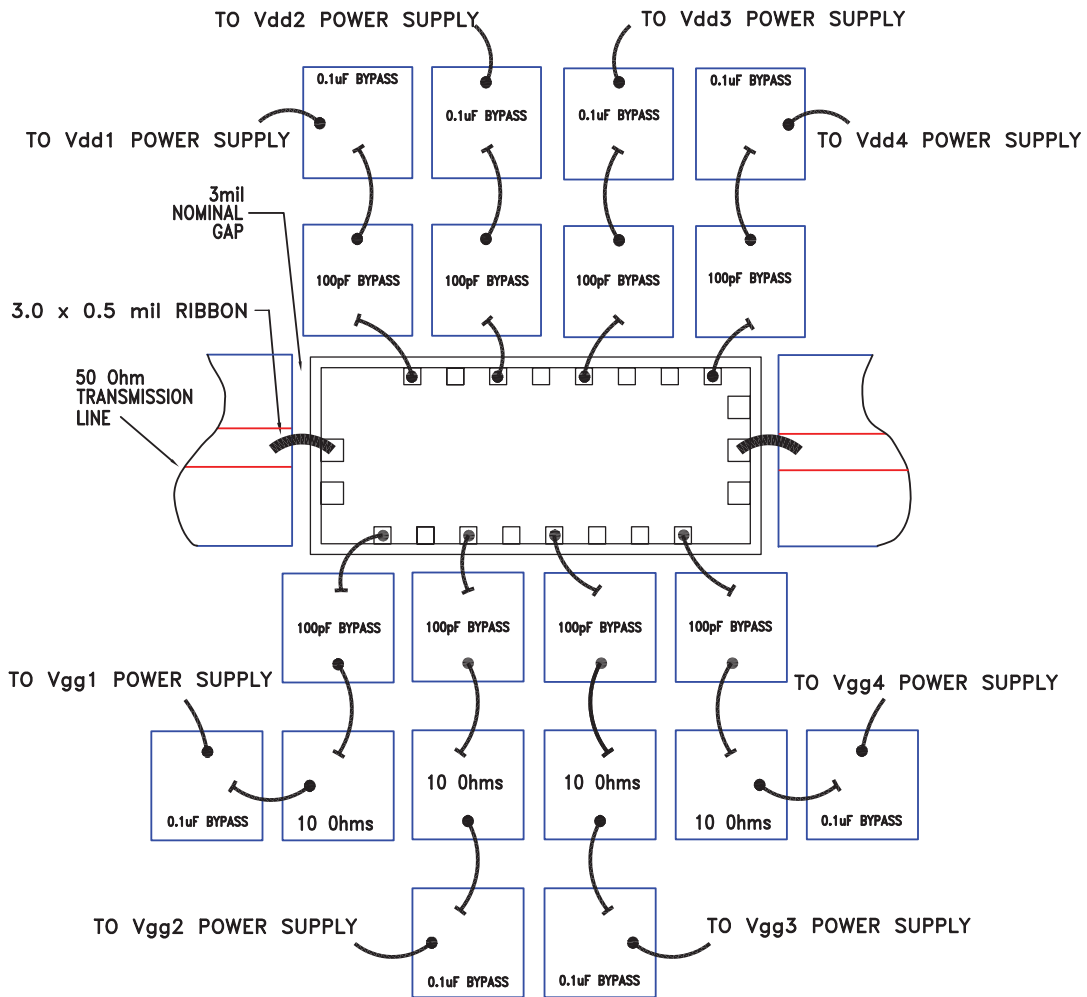 TO Vdd2 POWER SUPPLY
TO Vdd3 POWER SUPPLY
0.1uF BYPASS
0.1uF BYPASS
0.1uF BYPASS
0.1uF BYPASS
TO Vdd1 POWER SUPPLY
TO Vdd4 POWER SUPPLY
3mil
NOMINAL
GAP
100pF BYPASS
100pF BYPASS
100pF BYPASS
100pF BYPASS
3.0 x 0.5 mil RIBBON
50 Ohm
TRANSMISSION
LINE
100pF BYPASS
100pF BYPASS
100pF BYPASS
100pF BYPASS
TO Vgg1 POWER SUPPLY
TO Vgg4 POWER SUPPLY
10 Ohms
10 Ohms
0.1uF BYPASS
10 Ohms
10 Ohms
0.1uF BYPASS
TO Vgg2 POWER SUPPLY
TO Vgg3 POWER SUPPLY
0.1uF BYPASS
0.1uF BYPASS